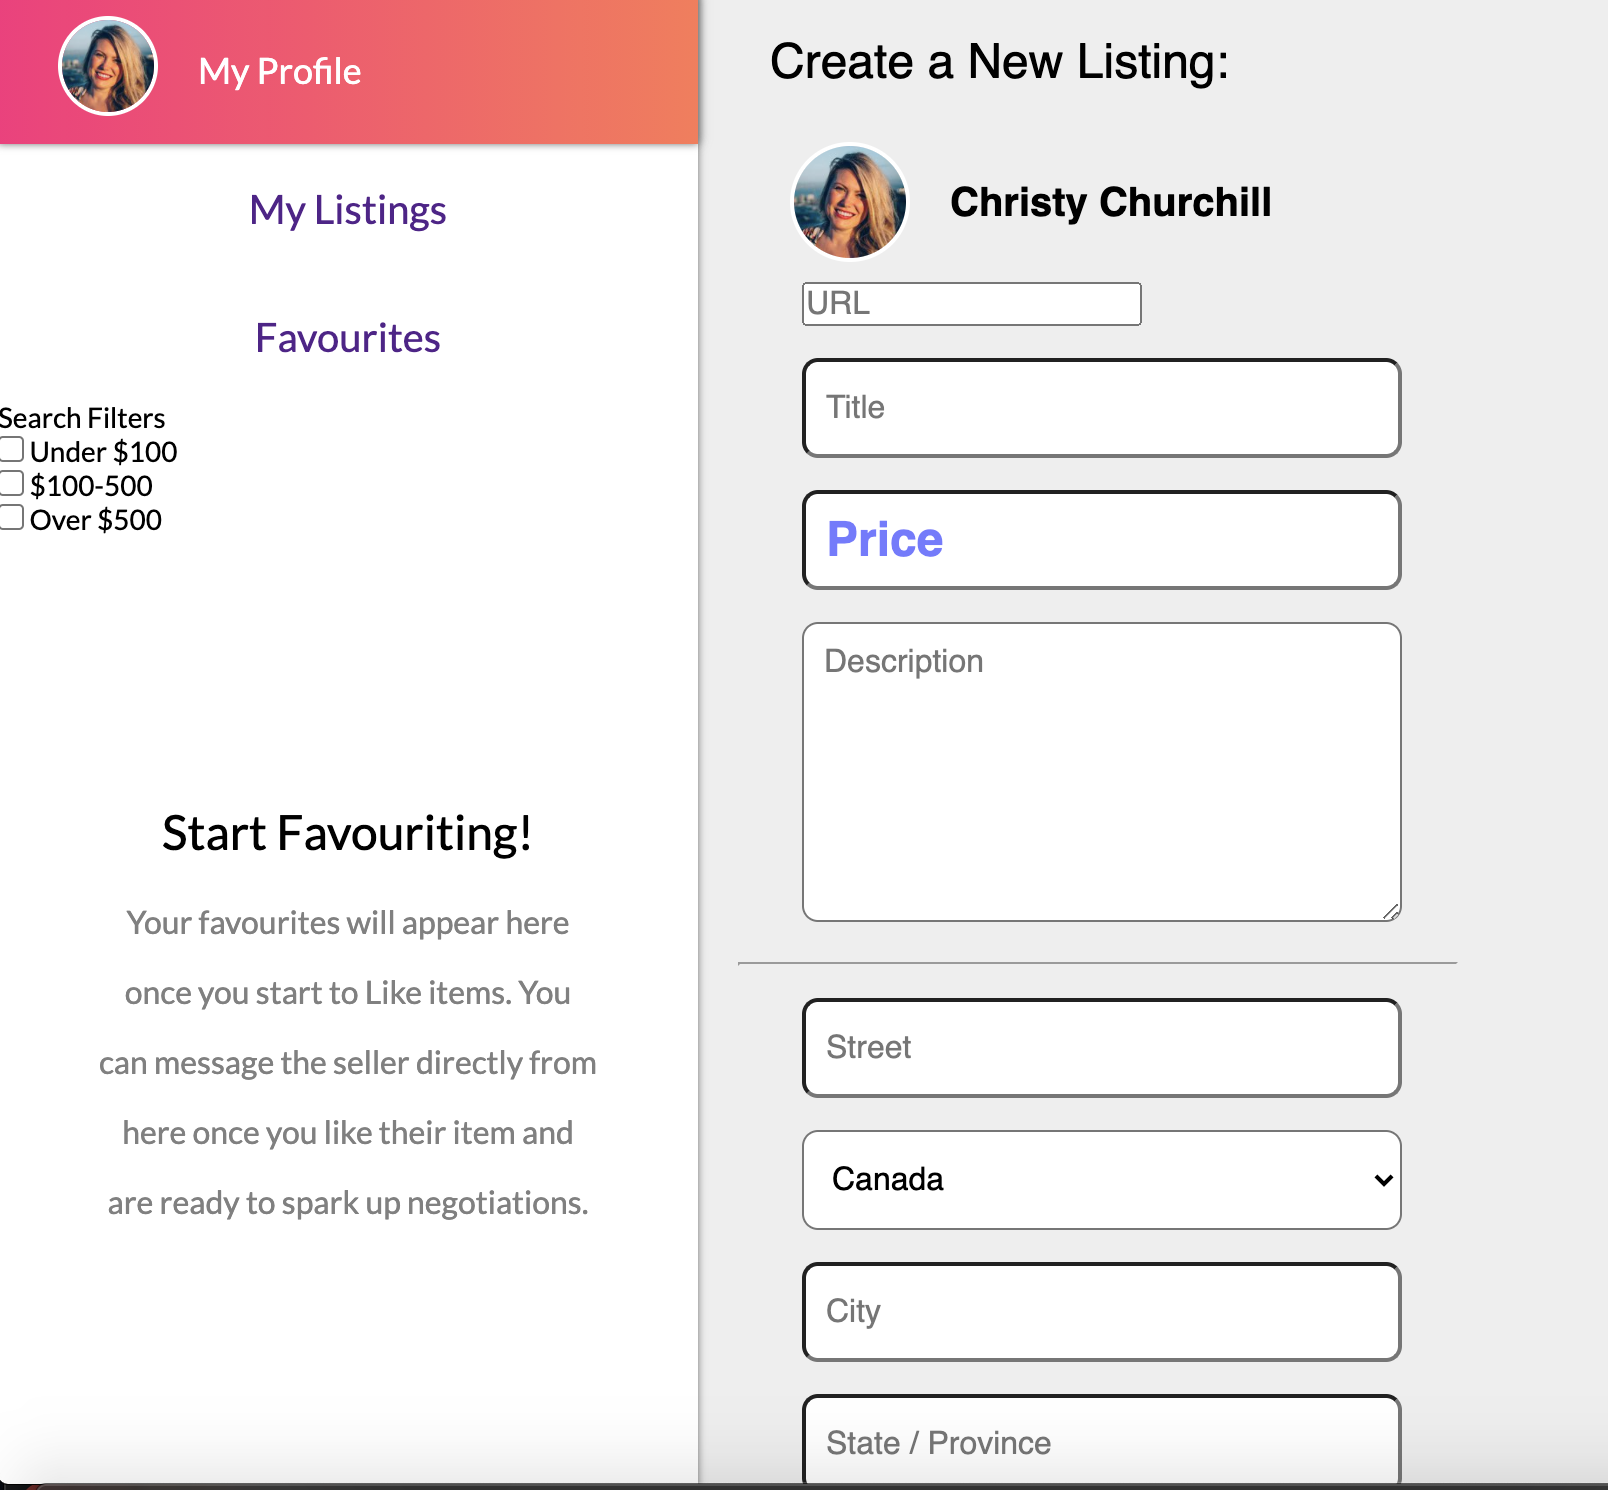 My Profile
My Listings
Favourites
Search Filters
Under $100
$100-500
Over $500
Start Favouriting!
Your favourites will appear here
once you start to Like items. You
can message the seller directly from
here once you like their item and
are ready to spark up negotiations.
Create a New Listing:
Christy Churchill
URL
Title
Price
Description
Street
Canada
City
State / Province